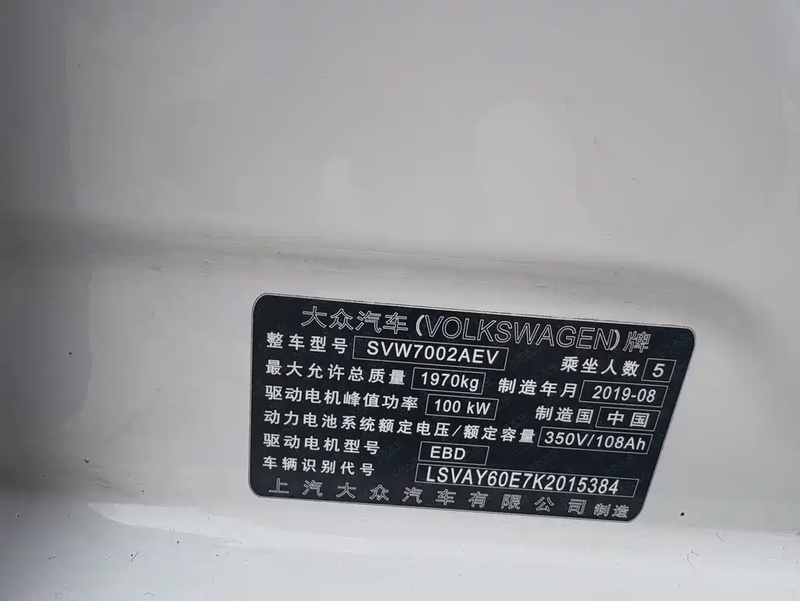 大众汽车(VOLKSWAGEN)牌
整车型号 SVW7002AEV 乘坐人数 5
最大允许总质量 1970kg 制造年月 2019-08
驱动电机峰值功率 100 kW 制造国 中国
动力电池系统额定电压/额定容量 350V/108Ah
驱动电机型号 EBD
车辆识别代号 LSVAY60E7K2015384
上汽大众汽车有限公司制造